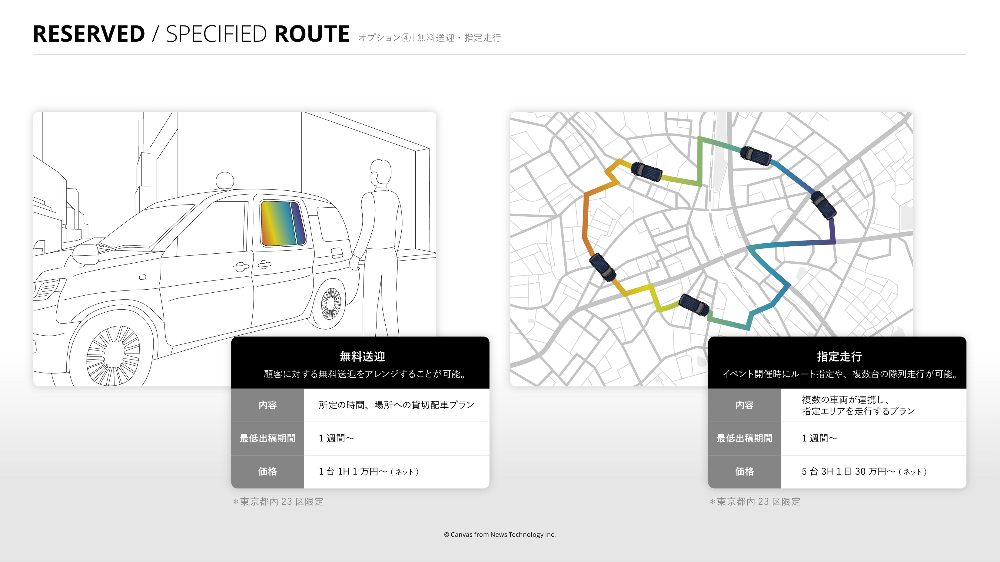 RESERVED / SPECIFIED ROUTE オプション④|無料送迎・指定走行
無料送迎
顧客に対する無料送迎をアレンジすることが可能。
内容
所定の時間、場所への貸切配車プラン
最低出稿期間
1 週間〜
価格
1 台 1H 1 万円〜 ( ネット )
＊東京都内 23 区限定
指定走行
イベント開催時にルート指定や、複数台の隊列走行が可能。
内容
複数の車両が連携し、
指定エリアを走行するプラン
最低出稿期間
1 週間〜
価格
5 台 3H 1 日 30 万円〜 ( ネット )
＊東京都内 23 区限定
© Canvas from News Technology Inc.